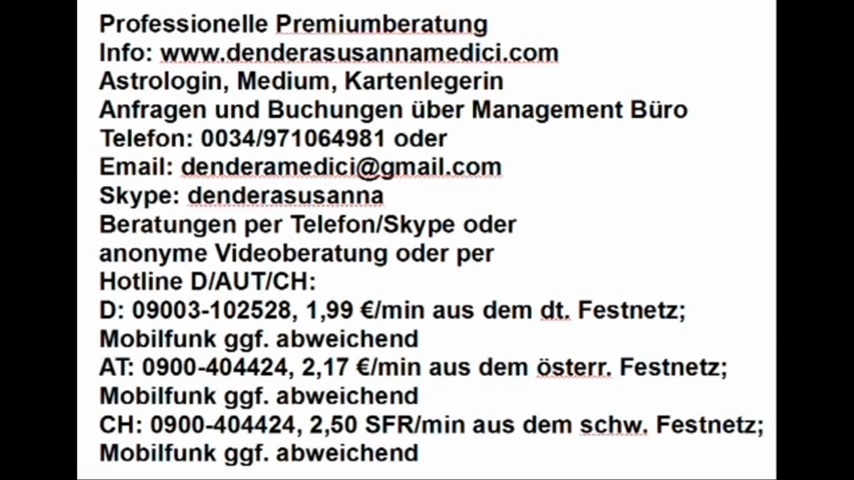 Professionelle Premiumberatung
Info: www.denderasusannamedici.com
Astrologin, Medium, Kartenlegerin
Anfragen und Buchungen über Management Büro
Telefon: 0034/971064981 oder
Email: denderamedici@gmail.com
Skype: denderasusanna
Beratungen per Telefon/Skype oder
anonyme Videoberatung oder per
Hotline D/AUT/CH:
D: 09003-102528, 1,99 €/min aus dem dt. Festnetz;
Mobilfunk ggf. abweichend
AT: 0900-404424, 2,17 €/min aus dem österr. Festnetz;
Mobilfunk ggf. abweichend
CH: 0900-404424, 2,50 SFR/min aus dem schw. Festnetz;
Mobilfunk ggf. abweichend